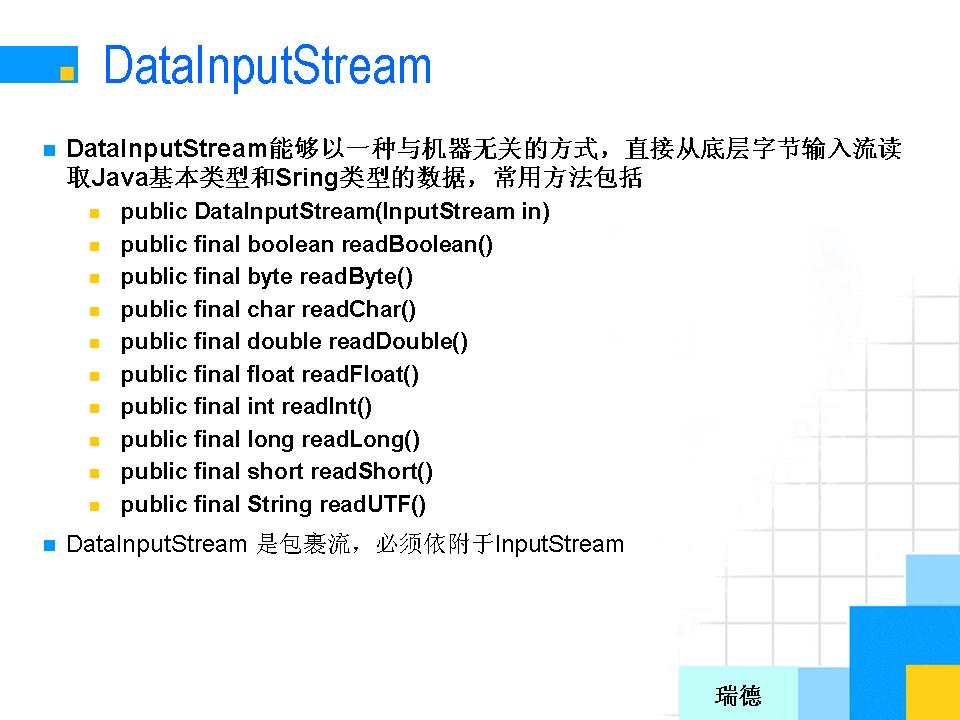 DataInputStream
DataInputStream能够以一种与机器无关的方式，直接从底层字节输入流读
取Java基本类型和Sring类型的数据，常用方法包括
public DataInputStream(InputStream in)
public final boolean readBoolean()
public final byte readByte()
public final char readChar()
public final double readDouble()
public final float readFloat()
public final int readInt()
public final long readLong()
public final short readShort()
public final String readUTF()
DataInputStream 是包裹流，必须依附于InputStream
瑞德